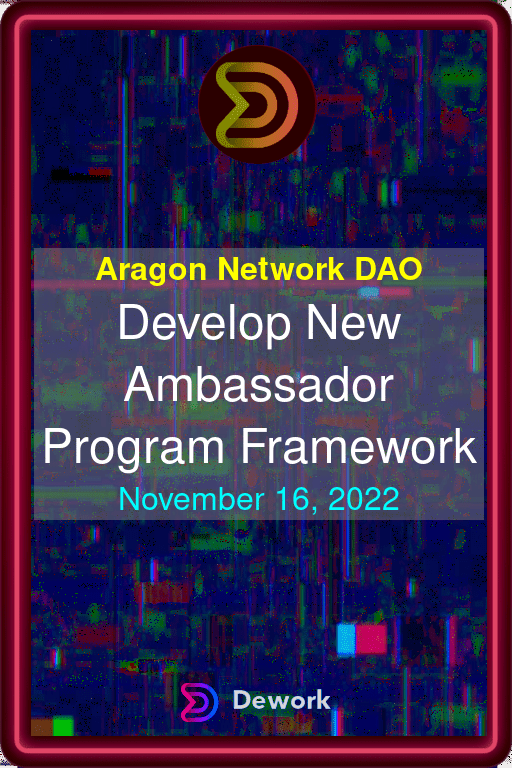 Aragon Network DAO
Develop New
Ambassador
Program Framework
November 16, 2022
Dework